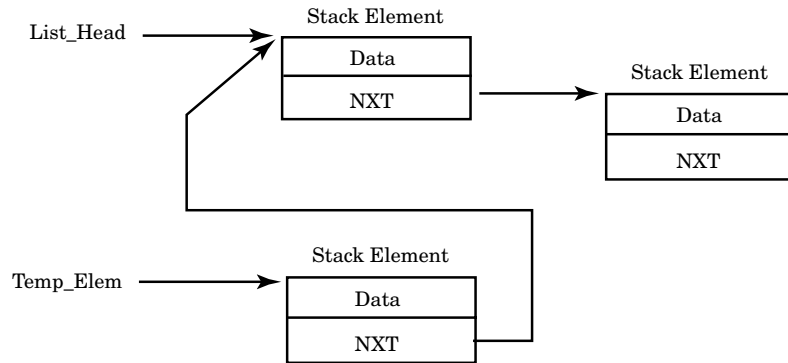 Stack Element
List_Head
Data
NXT
Stack Element
Data
NXT
Stack Element
Temp_Elem
Data
NXT